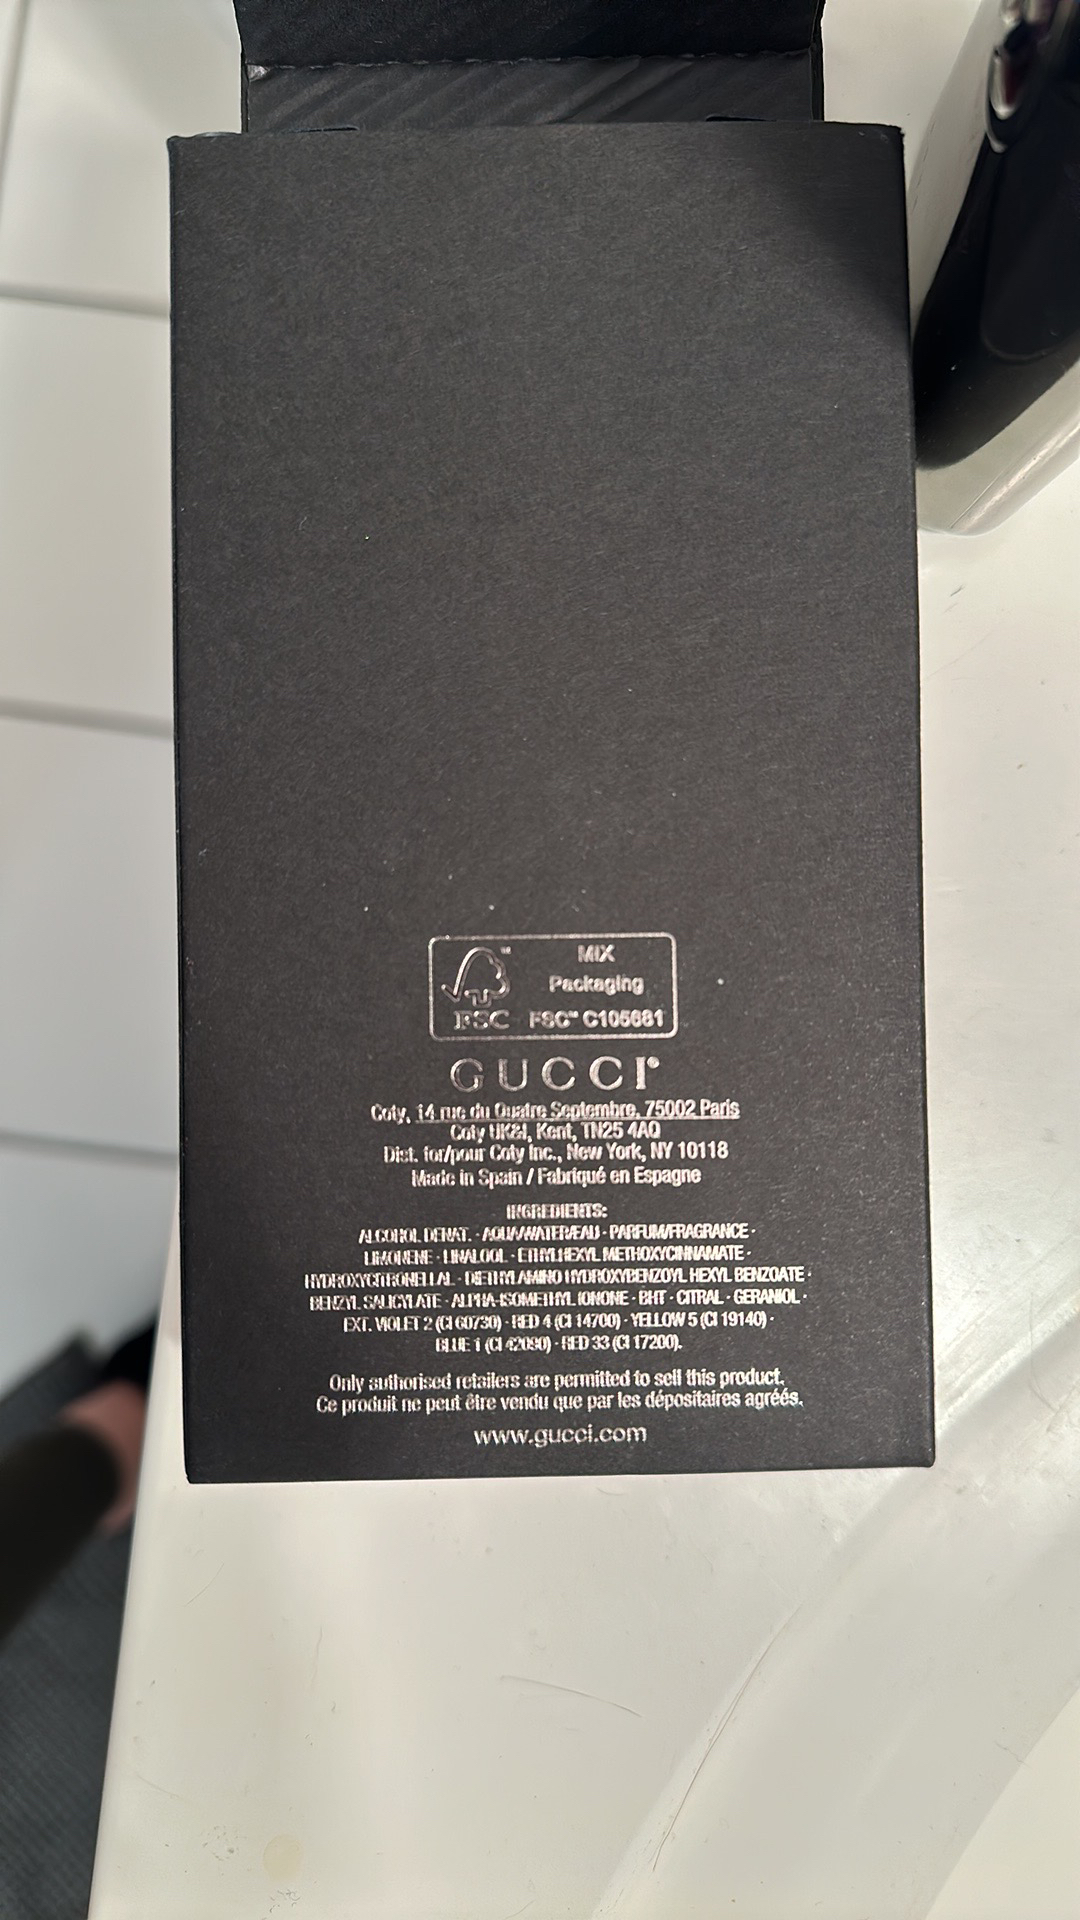 MIX
Packaging
FSC FSC™ C105681
GUCCI®
Coty, 14 rue du Quatre Septembre, 75002 Paris
Coty UK&I, Kent, TN25 4AQ
Dist. for/pour Coty Inc., New York, NY 10118
Made in Spain / Fabriqué en Espagne
INGREDIENTS:
ALCOHOL DENAT. · AQUA/WATER/EAU · PARFUM/FRAGRANCE ·
LIMONENE · LINALOOL · ETHYLHEXYL METHOXYCINNAMATE ·
HYDROXYCITRONELLAL · DIETHYLAMINO HYDROXYBENZOYL HEXYL BENZOATE ·
BENZYL SALICYLATE · ALPHA-ISOMETHYL IONONE · BHT · CITRAL · GERANIOL ·
EXT. VIOLET 2 (CI 60730) · RED 4 (CI 14700) · YELLOW 5 (CI 19140) ·
BLUE 1 (CI 42090) · RED 33 (CI 17200).
Only authorised retailers are permitted to sell this product.
Ce produit ne peut être vendu que par les dépositaires agréés.
www.gucci.com